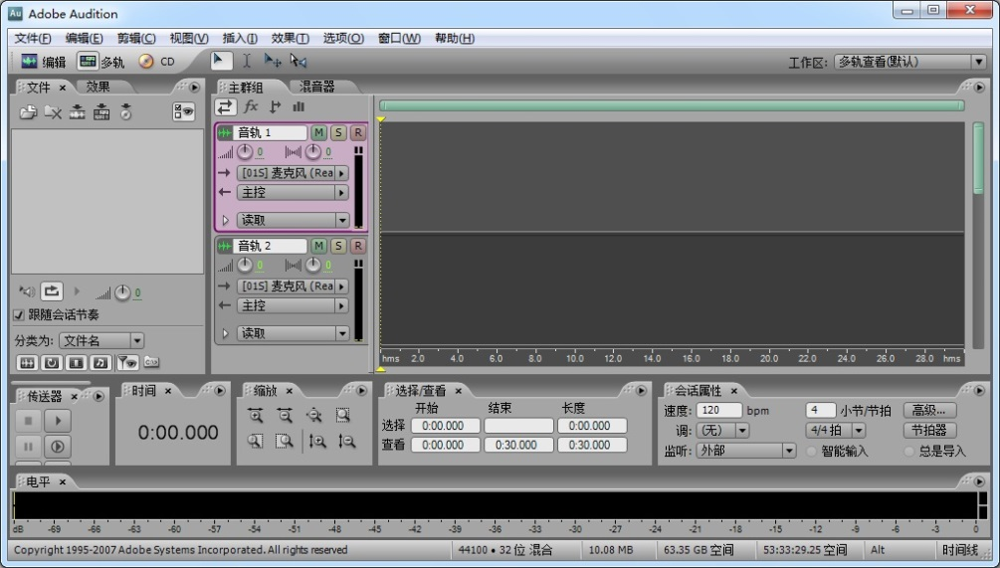 Au Adobe Audition
文件(F) 编辑(E) 剪辑(C) 视图(V) 插入(I) 效果(T) 选项(O) 窗口(W) 帮助(H)
编辑 多轨 CD 工作区: 多轨查看(默认)
文件 × 效果 主群组 × 混音器
fx
音轨 1 M S R
0 0
[01S] 麦克风 (Rea
主控
读取
音轨 2 M S R
0 0
[01S] 麦克风 (Rea
主控
读取
0
跟随会话节奏
分类为: 文件名
hms 2.0 4.0 6.0 8.0 10.0 12.0 14.0 16.0 18.0 20.0 22.0 24.0 26.0 28.0 hms
传送器 × 时间 × 缩放 × 选择/查看 × 会话属性 ×
0:00.000
开始 结束 长度
选择 0:00.000 0:00.000
查看 0:00.000 0:30.000 0:30.000
速度: 120 bpm 4 小节/节拍 高级...
调: (无) 4/4 拍 节拍器
监听: 外部 智能输入 总是导入
电平 ×
dB -69 -66 -63 -60 -57 -54 -51 -48 -45 -42 -39 -36 -33 -30 -27 -24 -21 -18 -15 -12 -9 -6 -3 0
Copyright 1995-2007 Adobe Systems Incorporated. All rights reserved 44100 • 32 位 混合 10.08 MB 63.35 GB 空间 53:33:29.25 空间 Alt 时间线